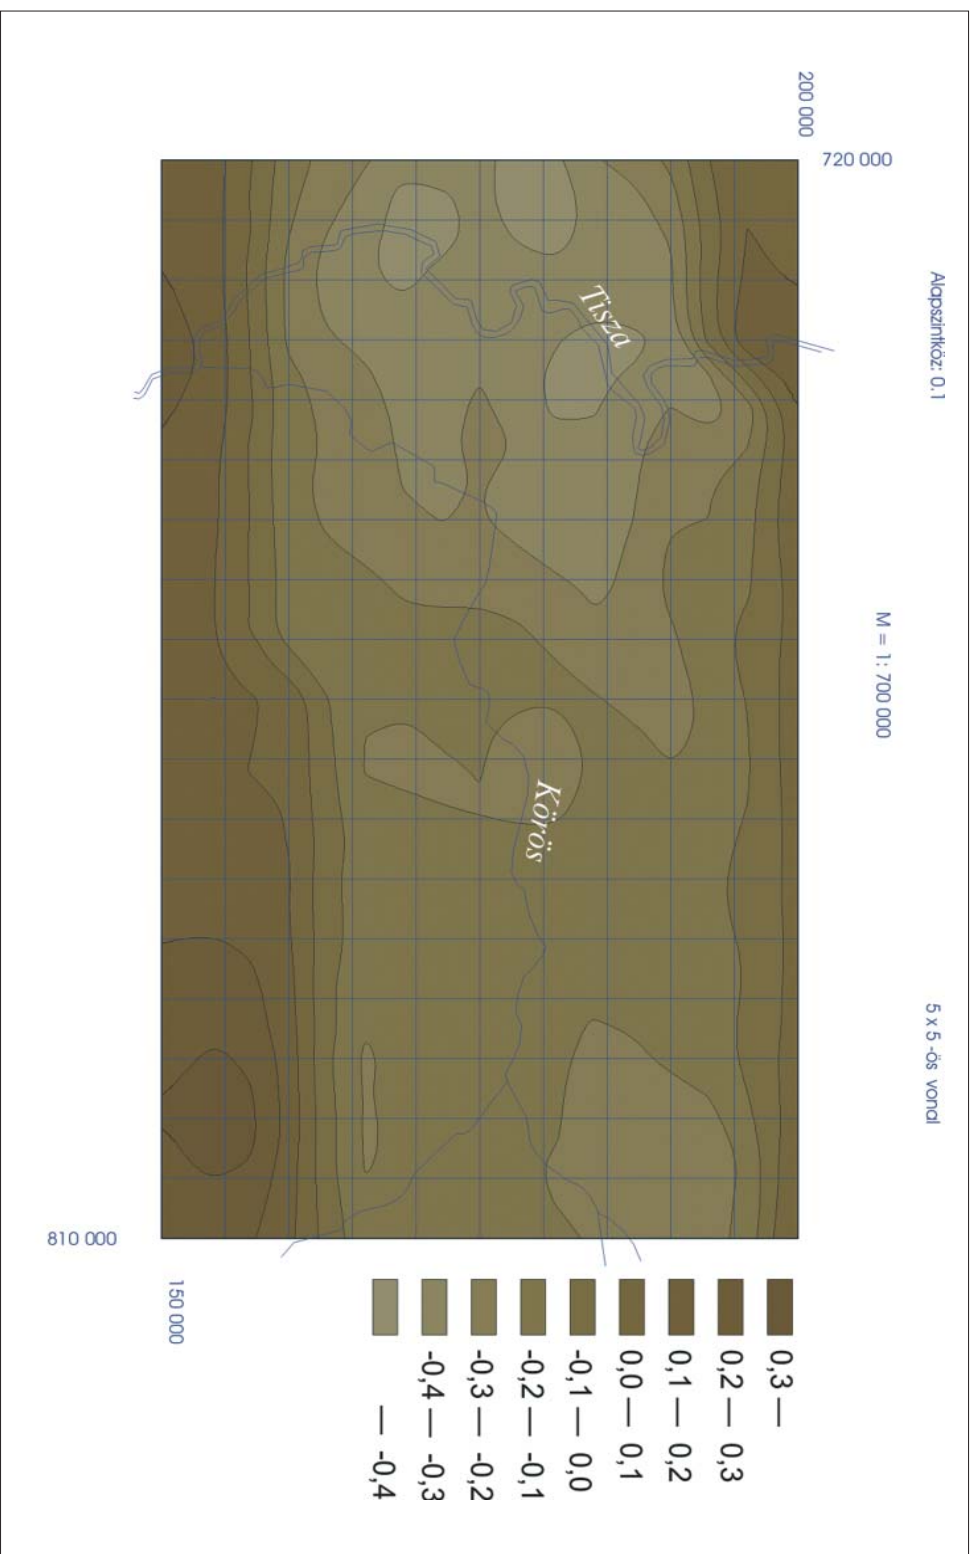 Alapszintköz: 0.1
M = 1: 700 000
5 x 5 -ös vonal
200 000
720 000
Tisza
Körös
810 000
150 000
0,3 —
0,2 — 0,3
0,1 — 0,2
0,0 — 0,1
-0,1 — 0,0
-0,2 — -0,1
-0,3 — -0,2
-0,4 — -0,3
— -0,4